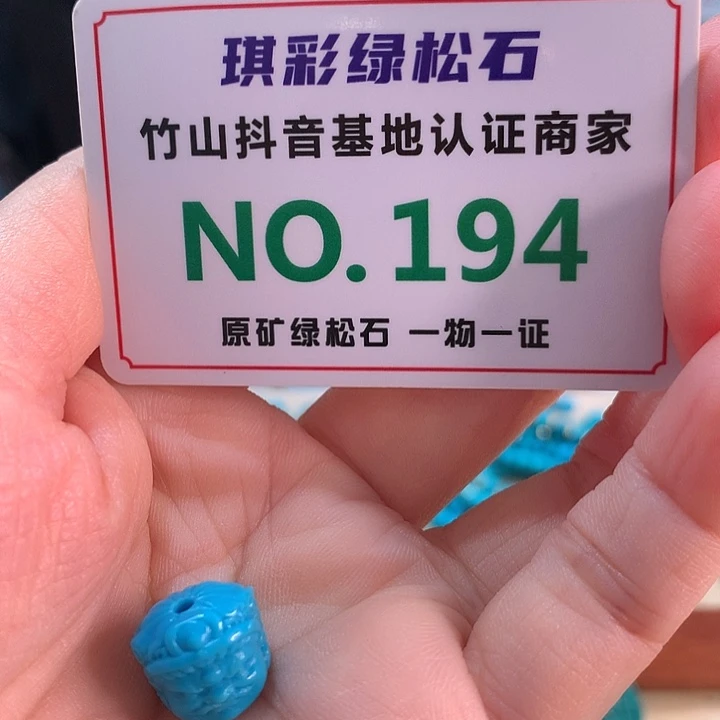 琪彩绿松石
竹山抖音基地认证商家
NO.194
原矿绿松石 一物一证